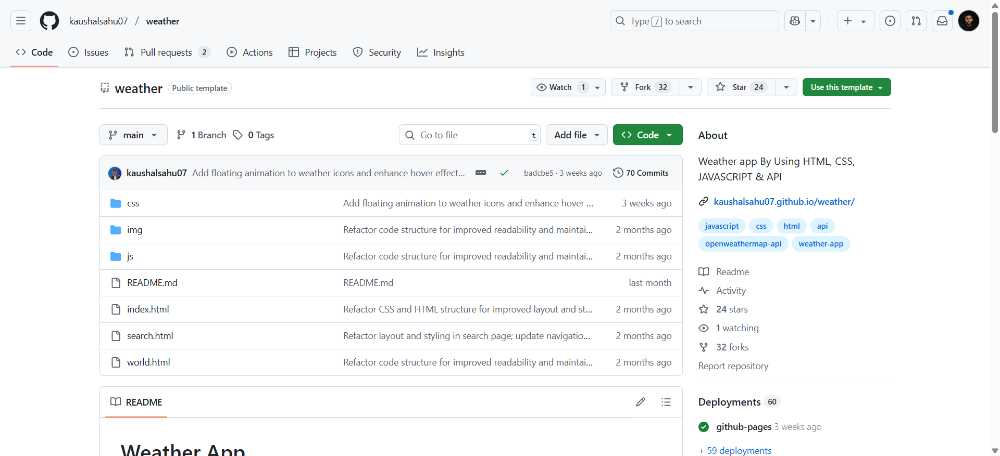 kaushalsahu07 / weather
Type / to search
Code
Issues
Pull requests 2
Actions
Projects
Security
Insights
weather Public template
Watch 1
Fork 32
Star 24
Use this template
main
1 Branch
0 Tags
Go to file t
Add file
Code
kaushalsahu07 Add floating animation to weather icons and enhance hover effect... badcbe5 · 3 weeks ago 70 Commits
css Add floating animation to weather icons and enhance hover ... 3 weeks ago
img Refactor code structure for improved readability and maintai... 2 months ago
js Refactor code structure for improved readability and maintai... 2 months ago
README.md README.md last month
index.html Refactor CSS and HTML structure for improved layout and st... 2 months ago
search.html Refactor layout and styling in search page; update navigatio... 2 months ago
world.html Refactor code structure for improved readability and maintai... 2 months ago
README
Weather App
About
Weather app By Using HTML, CSS,
JAVASCRIPT & API
kaushalsahu07.github.io/weather/
javascript css html api
openweathermap-api weather-app
Readme
Activity
24 stars
1 watching
32 forks
Report repository
Deployments 60
github-pages 3 weeks ago
+ 59 deployments